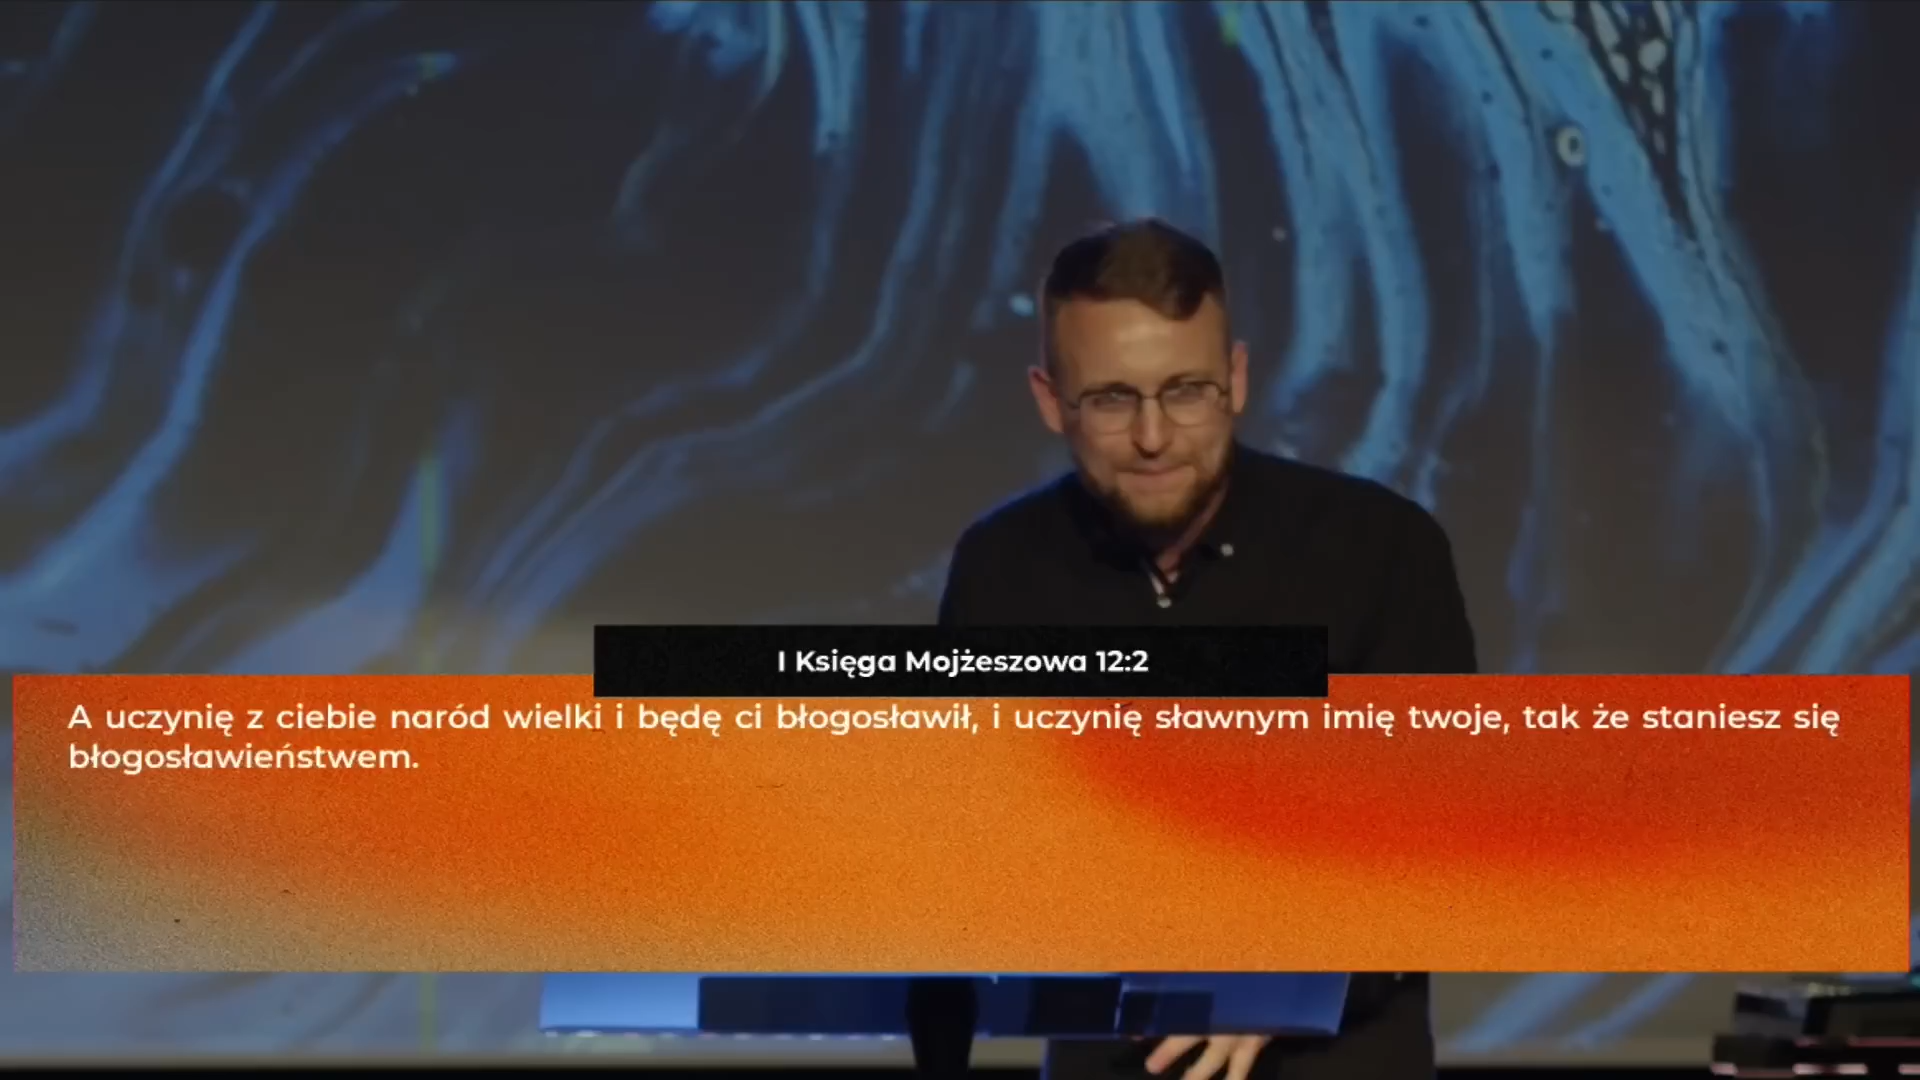 I Księga Mojżeszowa 12:2
A uczynię z ciebie naród wielki i będę ci błogosławił, i uczynię sławnym imię twoje, tak że staniesz się
błogosławieństwem.